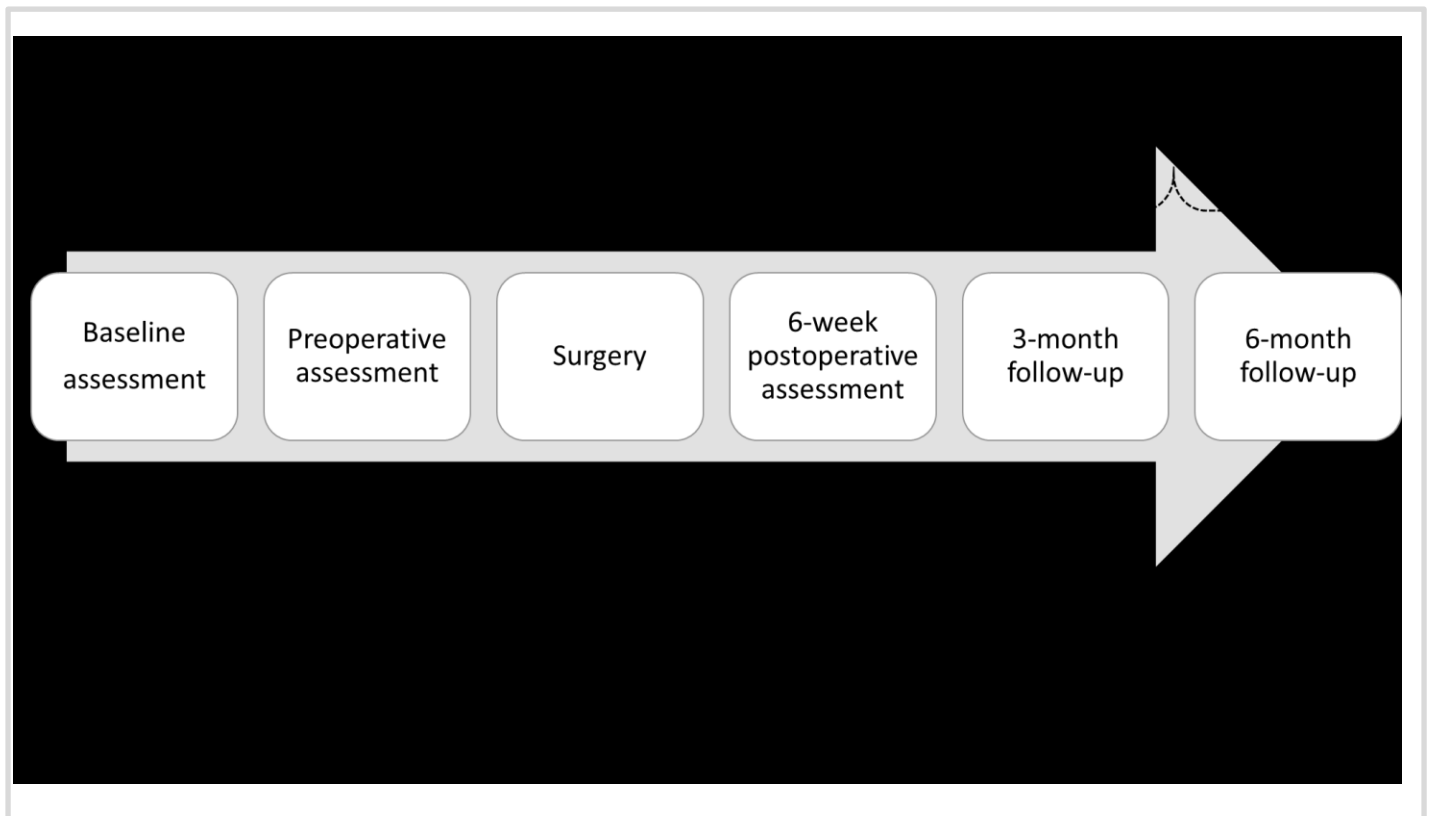 Baseline
assessment
Preoperative
assessment
Surgery
6-week
postoperative
assessment
3-month
follow-up
6-month
follow-up